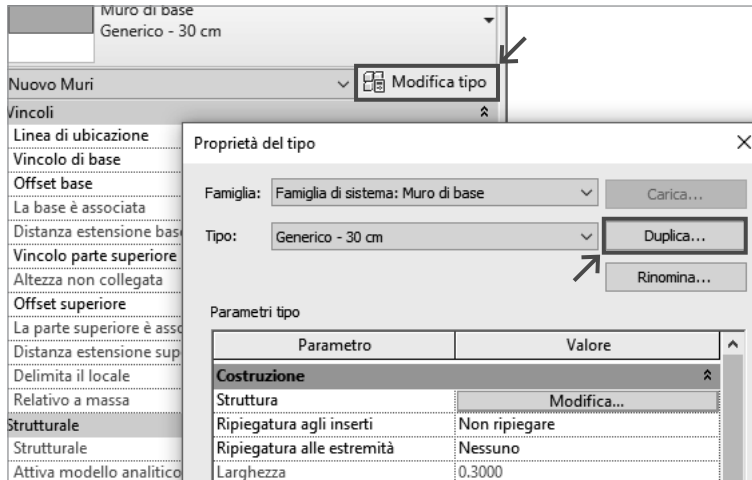 Muro di base
Generico - 30 cm
Nuovo Muri
Modifica tipo
Vincoli
Linea di ubicazione
Vincolo di base
Offset base
La base è associata
Distanza estensione base
Vincolo parte superiore
Altezza non collegata
Offset superiore
La parte superiore è asso
Distanza estensione sup
Delimita il locale
Relativo a massa
Strutturale
Strutturale
Attiva modello analitico
Proprietà del tipo
Famiglia: Famiglia di sistema: Muro di base Carica...
Tipo: Generico - 30 cm Duplica...
Rinomina...
Parametri tipo
Parametro Valore
Costruzione
Struttura Modifica...
Ripiegatura agli inserti Non ripiegare
Ripiegatura alle estremità Nessuno
Larghezza 0.3000